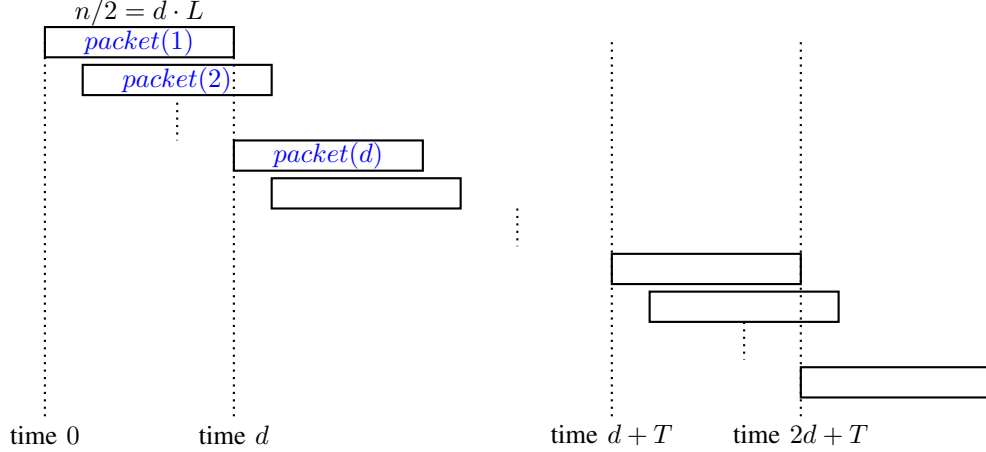 n/2 = d · L
packet(1)
packet(2)
packet(d)
time 0
time d
time d + T
time 2d + T